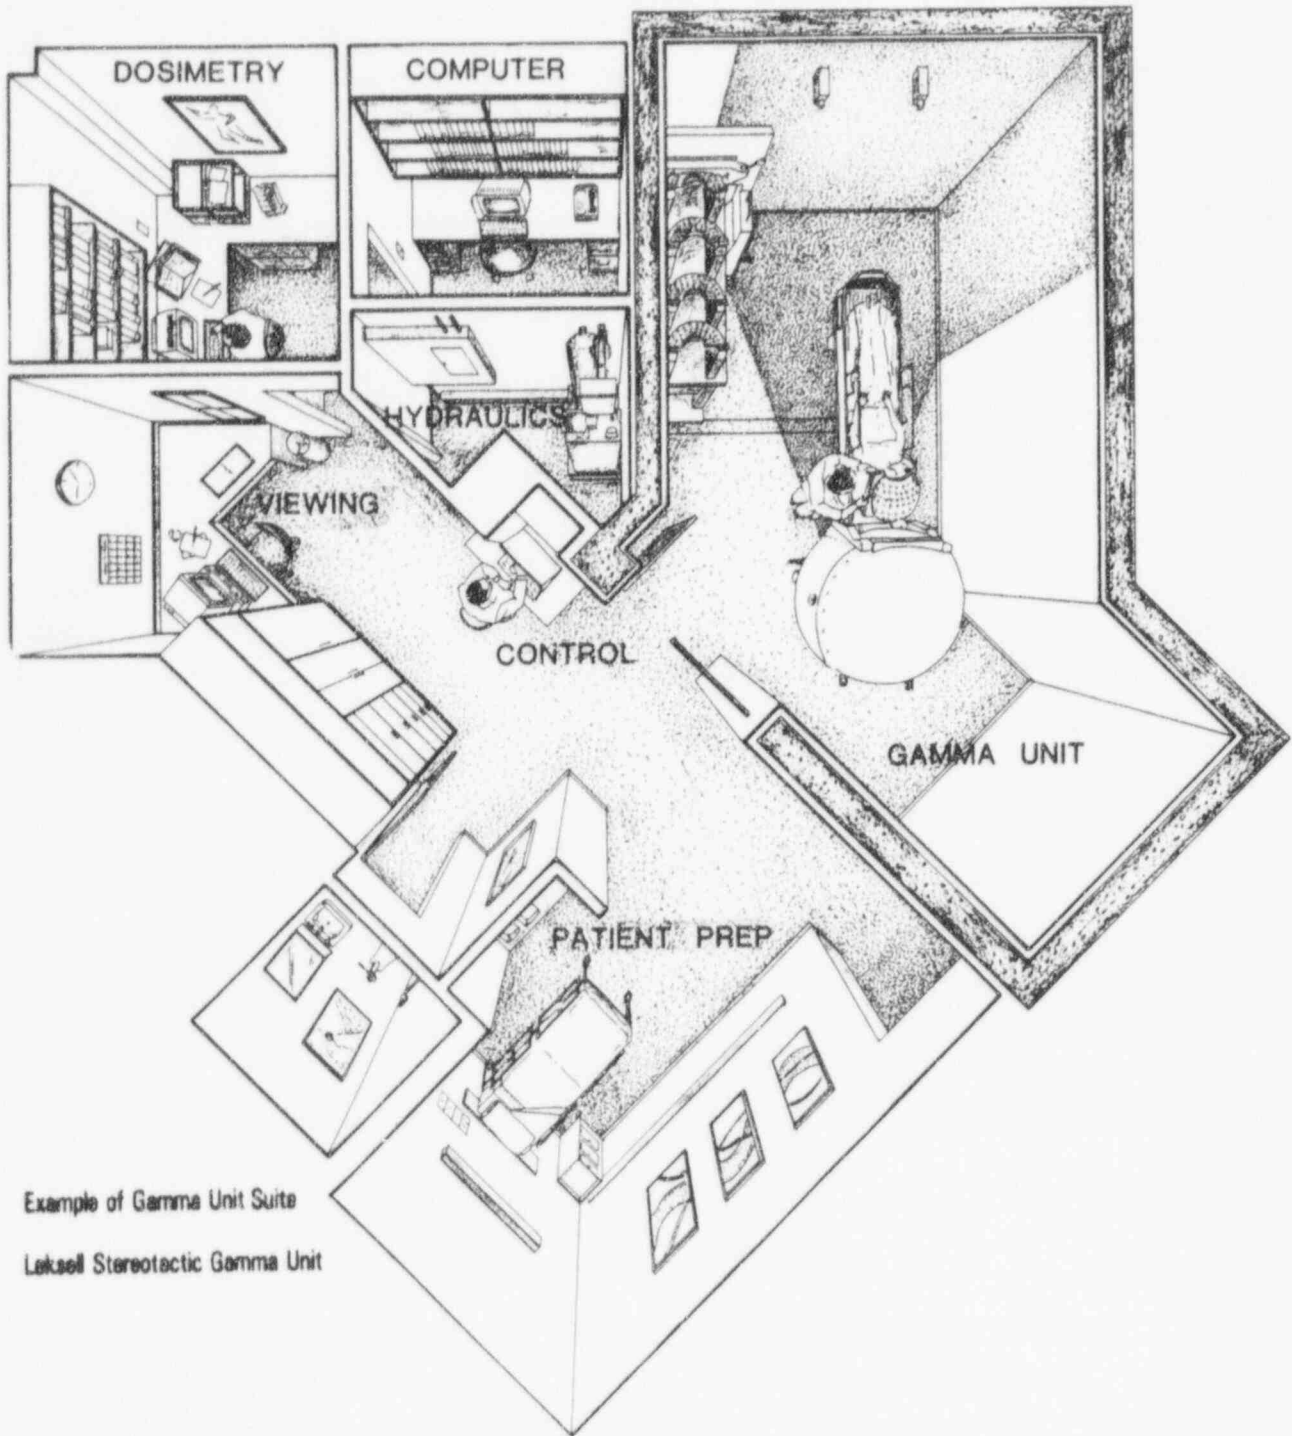 DOSIMETRY
COMPUTER
HYDRAULICS
VIEWING
CONTROL
GAMMA UNIT
PATIENT PREP
Example of Gamma Unit Suite
Leksell Stereotactic Gamma Unit